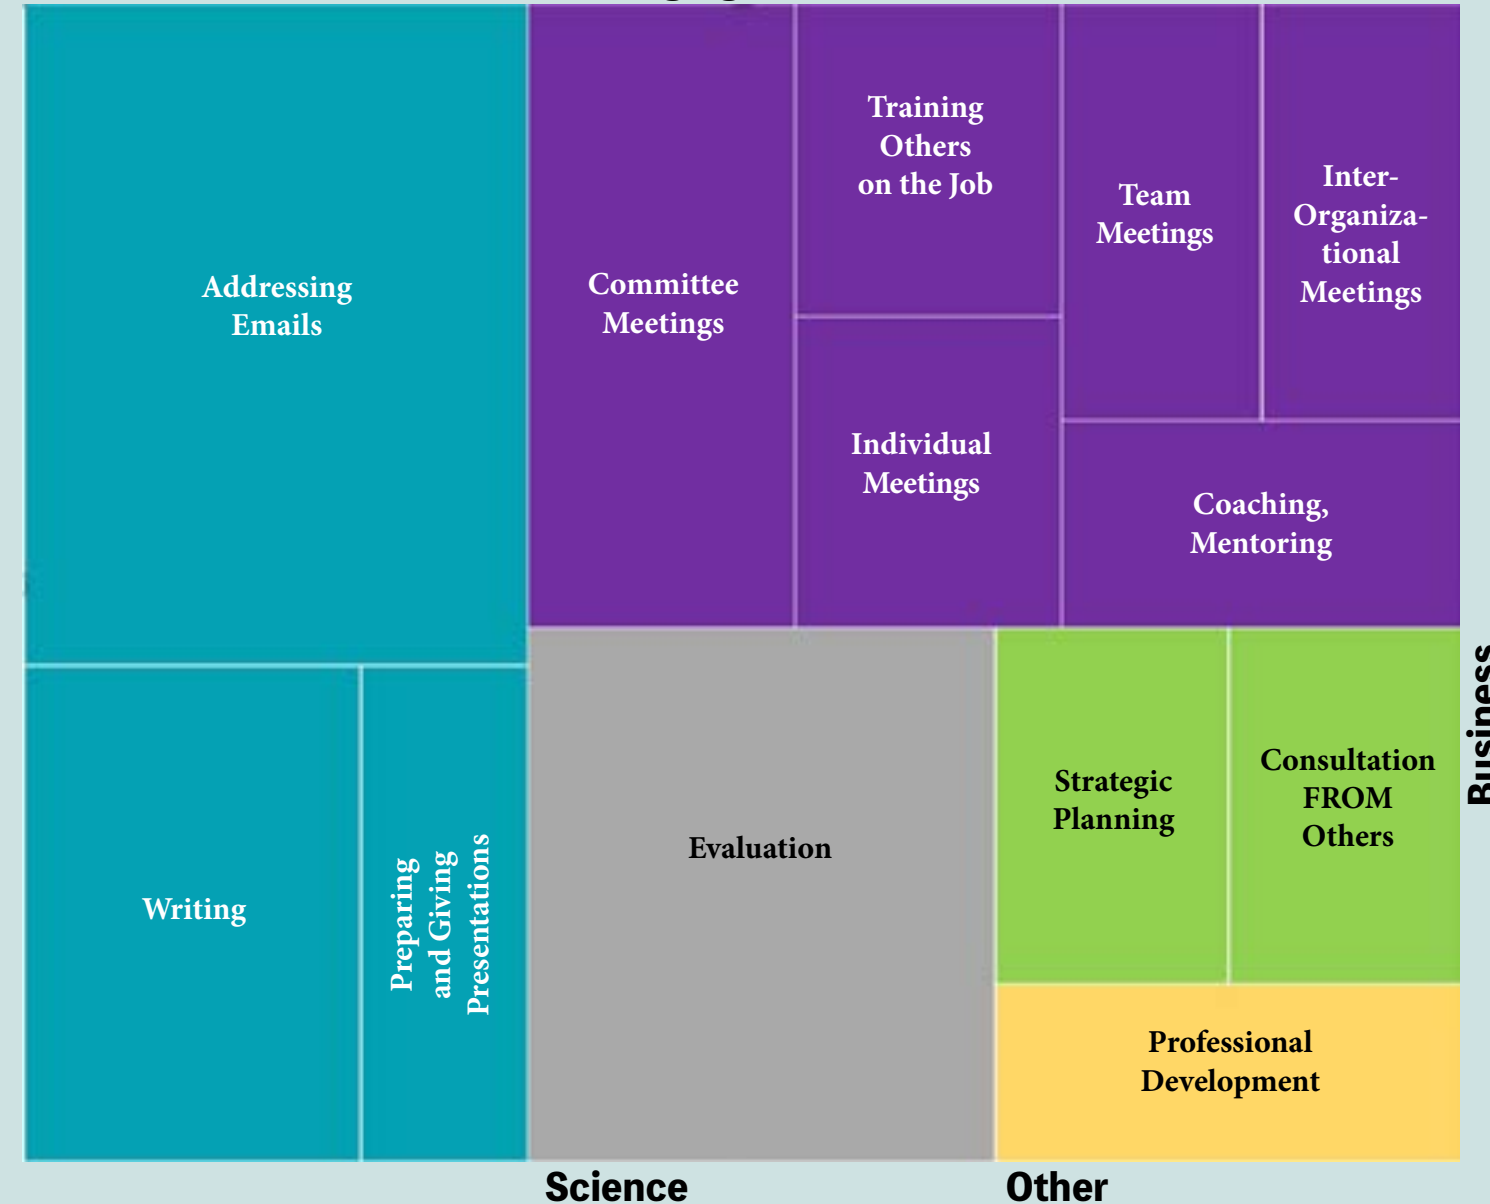 Addressing
Emails
Committee
Meetings
Training
Others
on the Job
Team
Meetings
Inter-
Organiza-
tional
Meetings
Individual
Meetings
Coaching,
Mentoring
Writing
Preparing
and Giving
Presentations
Evaluation
Strategic
Planning
Consultation
FROM
Others
Professional
Development
Business
Science
Other